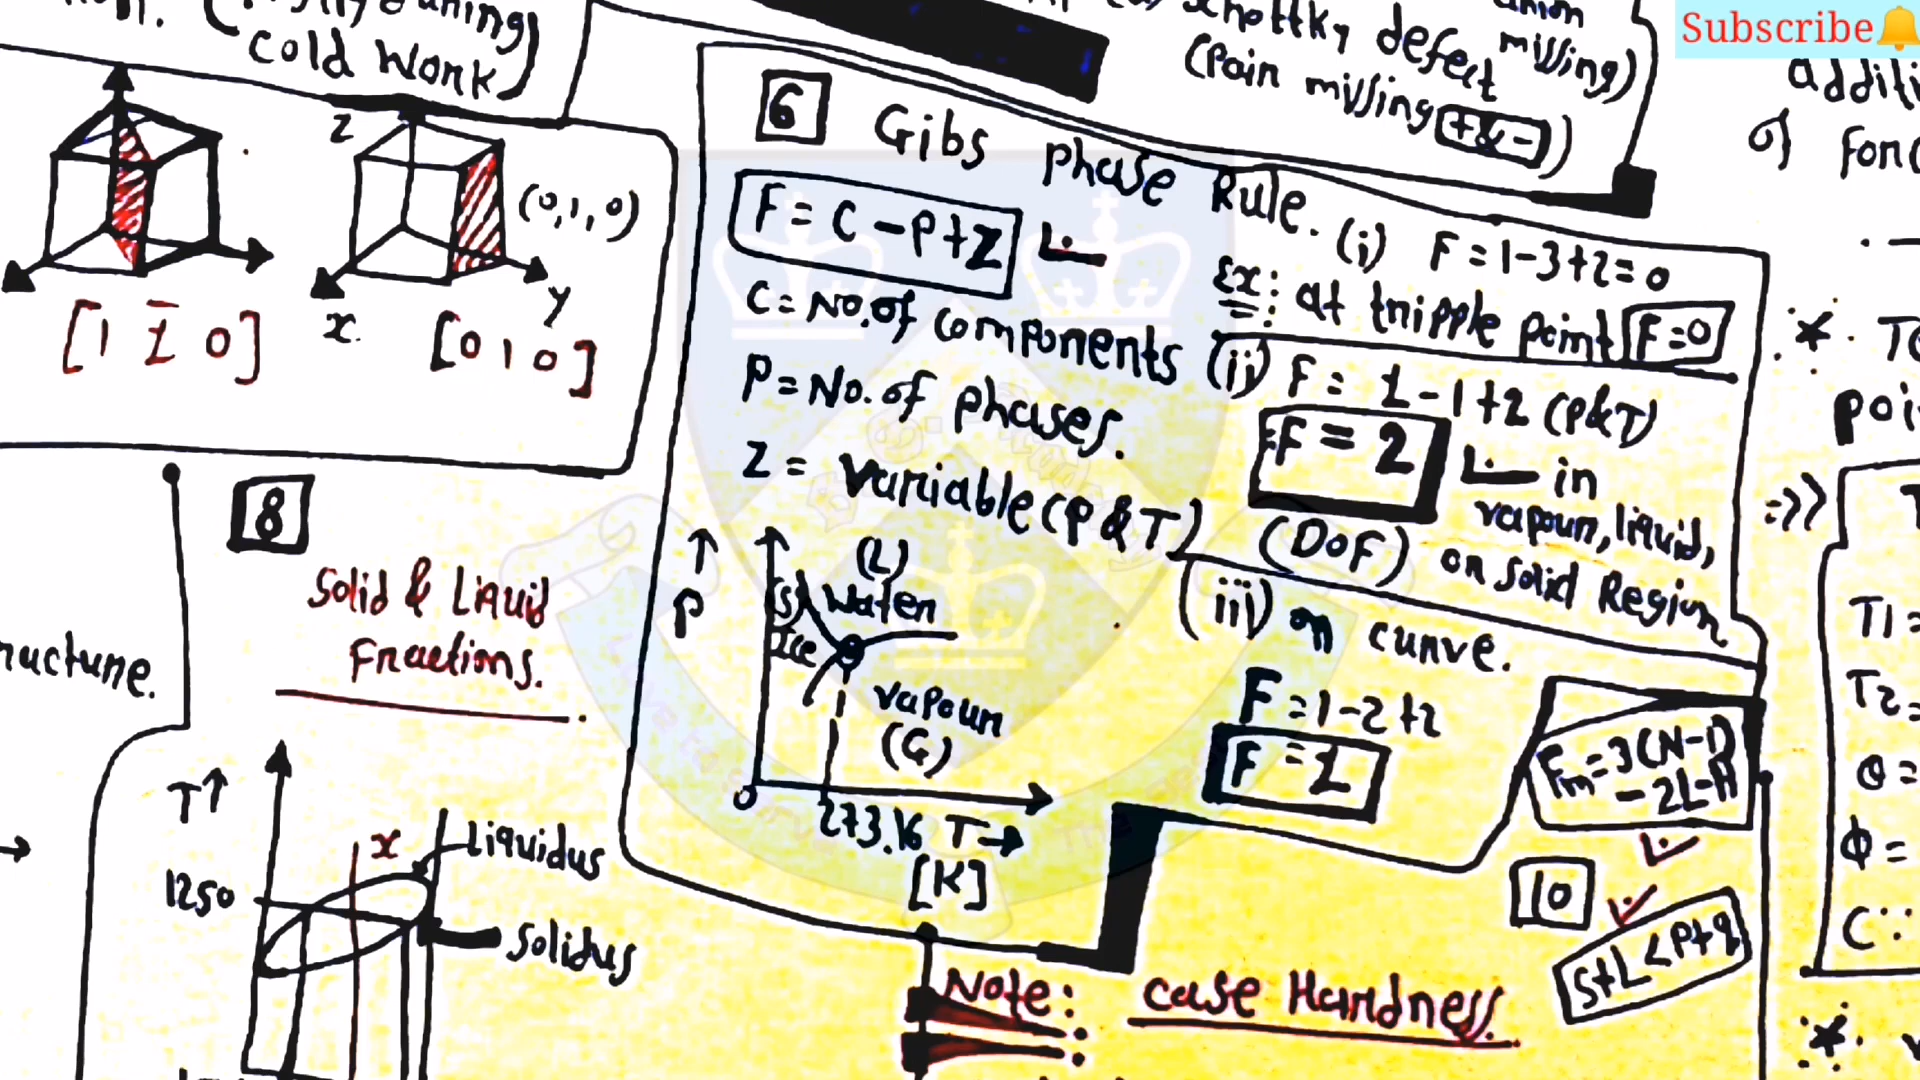 cold Work)
Schottky defect
missing)
(Pair missing (+&-))
Subscribe
of
z
(0,1,0)
x
y
[1 1̅ 0]
[0 1 0]
6
Gibs phase Rule.
F = C - P + Z
C = No. of components
P = No. of phases.
Z = variable (P & T)
(i) F = 1-3+2 = 0
Ex: at tripple point F = 0
(ii) F = 1-1+2 (P&T)
F = 2
in
vapour, liquid,
(DoF) or solid Region
(iii) on curve.
F = 1-2+2
F = 1
P
(S)
Ice
(L)
Water
vapour
(G)
0
273.16 T→
[K]
Fm = 3(N-1)
- 2L-H
10
S+L < P+q
8
Solid & Liquid
Fractions.
T↑
x
Liquidus
1250
Solidus
Note: case Hardness.
T1=
T2=
θ =
φ =
C